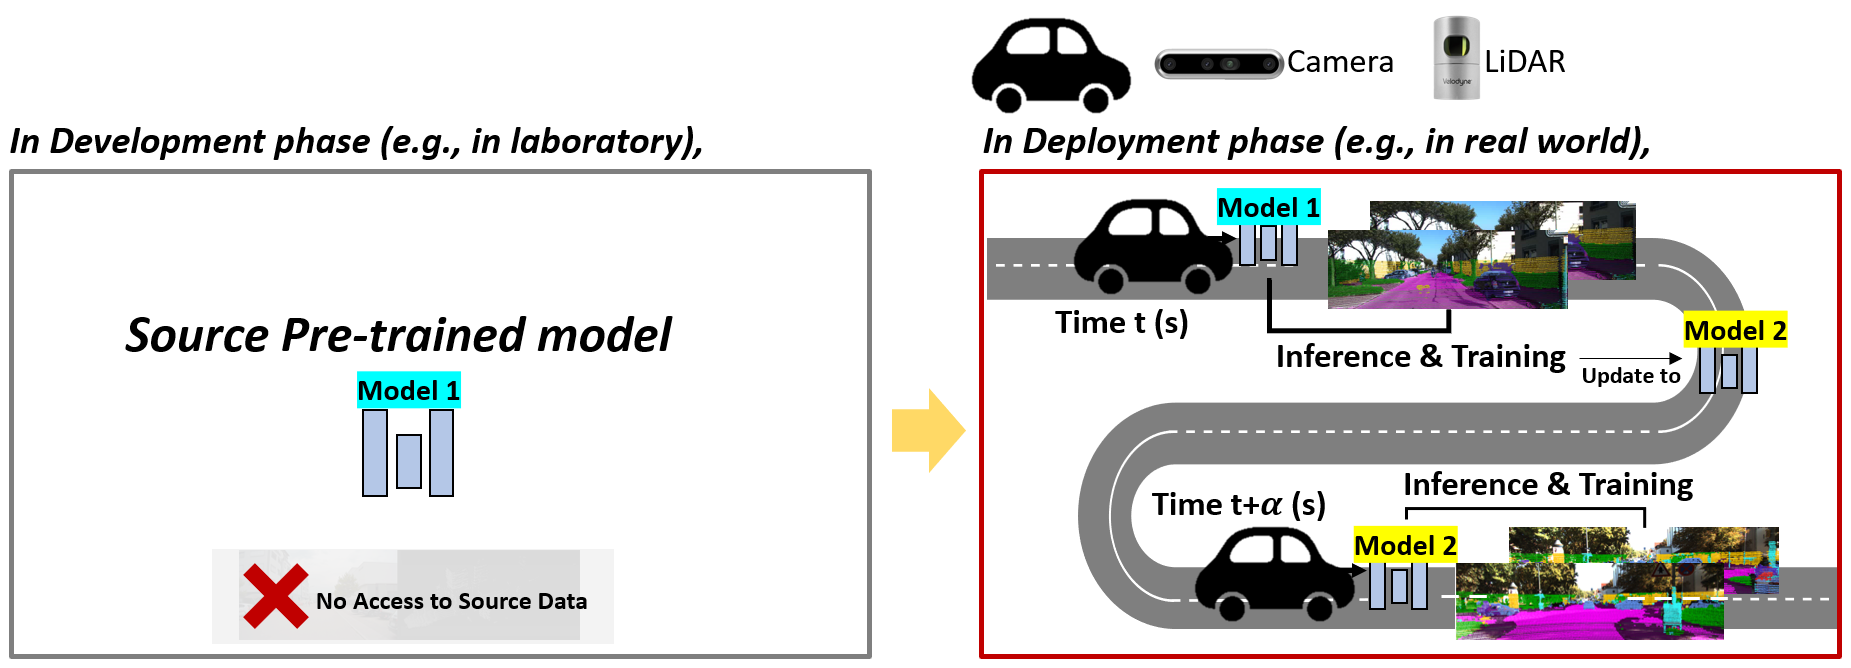 Camera
LiDAR
Velodyne
In Development phase (e.g., in laboratory),
In Deployment phase (e.g., in real world),
Source Pre-trained model
Model 1
No Access to Source Data
Model 1
Time t (s)
Inference & Training
Update to
Model 2
Time t+α (s)
Inference & Training
Model 2